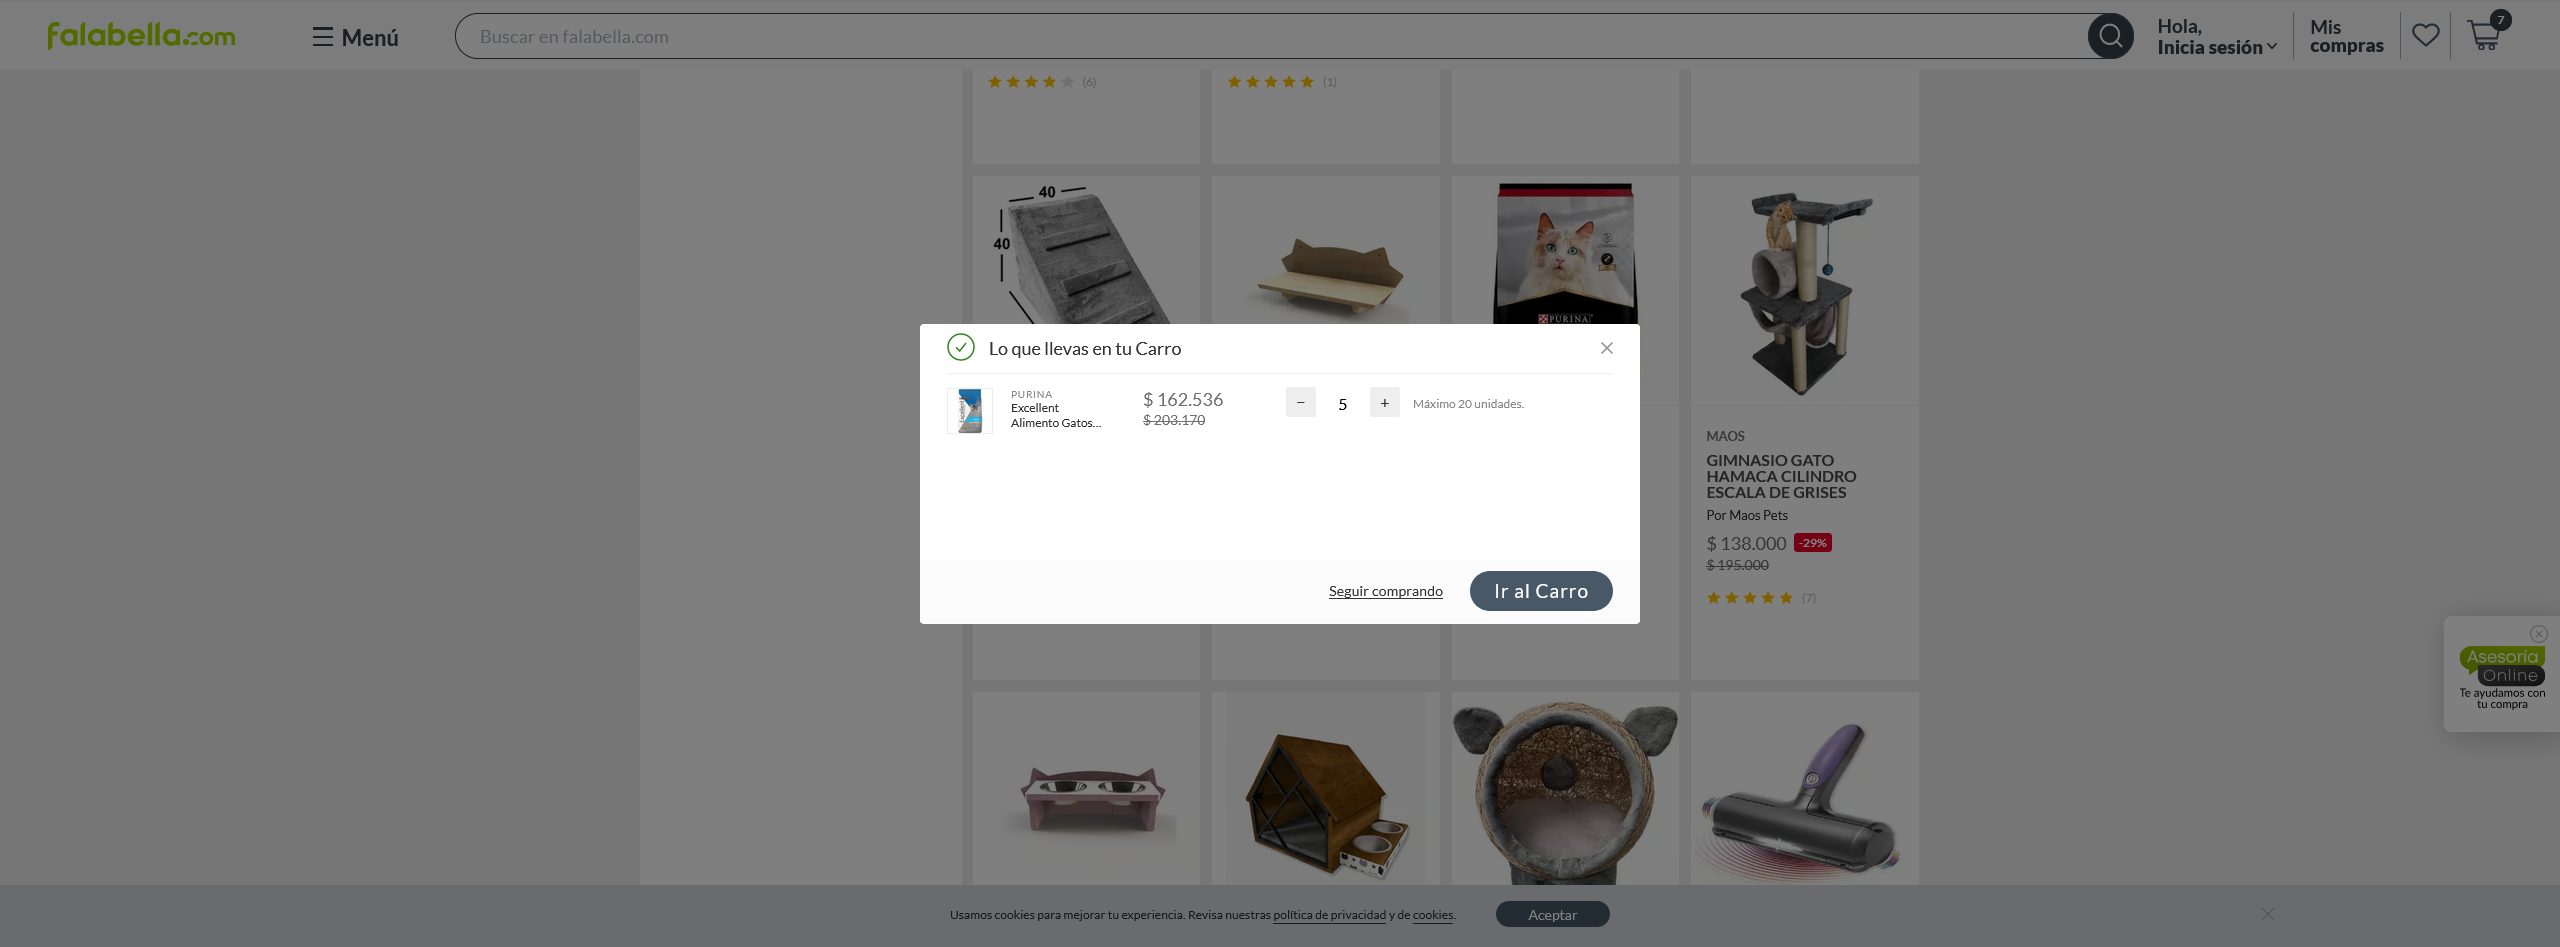 falabella.com
Menú
Buscar en falabella.com
Hola,
Inicia sesión
Mis
compras
7
(6)
(1)
40
40
PURINA
Lo que llevas en tu Carro
PURINA
Excellent
Alimento Gatos...
$ 162.536
$ 203.170
−
5
+
Máximo 20 unidades.
Seguir comprando
Ir al Carro
MAOS
GIMNASIO GATO
HAMACA CILINDRO
ESCALA DE GRISES
Por Maos Pets
$ 138.000 -29%
$ 195.000
(7)
Asesoría
Online
Te ayudamos con
tu compra
Usamos cookies para mejorar tu experiencia. Revisa nuestras política de privacidad y de cookies.
Aceptar